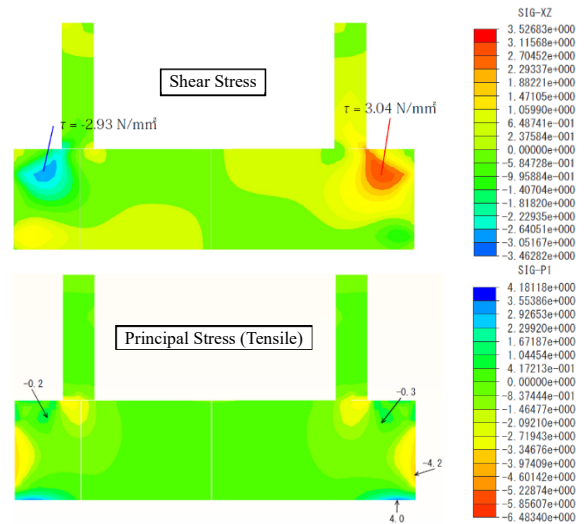 SIG-XZ
3.52683e+000
3.11568e+000
2.70452e+000
2.29337e+000
1.88221e+000
1.47105e+000
1.05990e+000
6.48741e-001
2.37584e-001
0.00000e+000
-5.84728e-001
-9.95884e-001
-1.40704e+000
-1.81820e+000
-2.22935e+000
-2.64051e+000
-3.05167e+000
-3.46282e+000
Shear Stress
τ = -2.93 N/mm²
τ = 3.04 N/mm²
SIG-P1
4.18118e+000
3.55386e+000
2.92653e+000
2.29920e+000
1.67187e+000
1.04454e+000
4.17213e-001
0.00000e+000
-8.37444e-001
-1.46477e+000
-2.09210e+000
-2.71943e+000
-3.34676e+000
-3.97409e+000
-4.60142e+000
-5.22874e+000
-5.85607e+000
-6.48340e+000
Principal Stress (Tensile)
-0.2
-0.3
-4.2
4.0